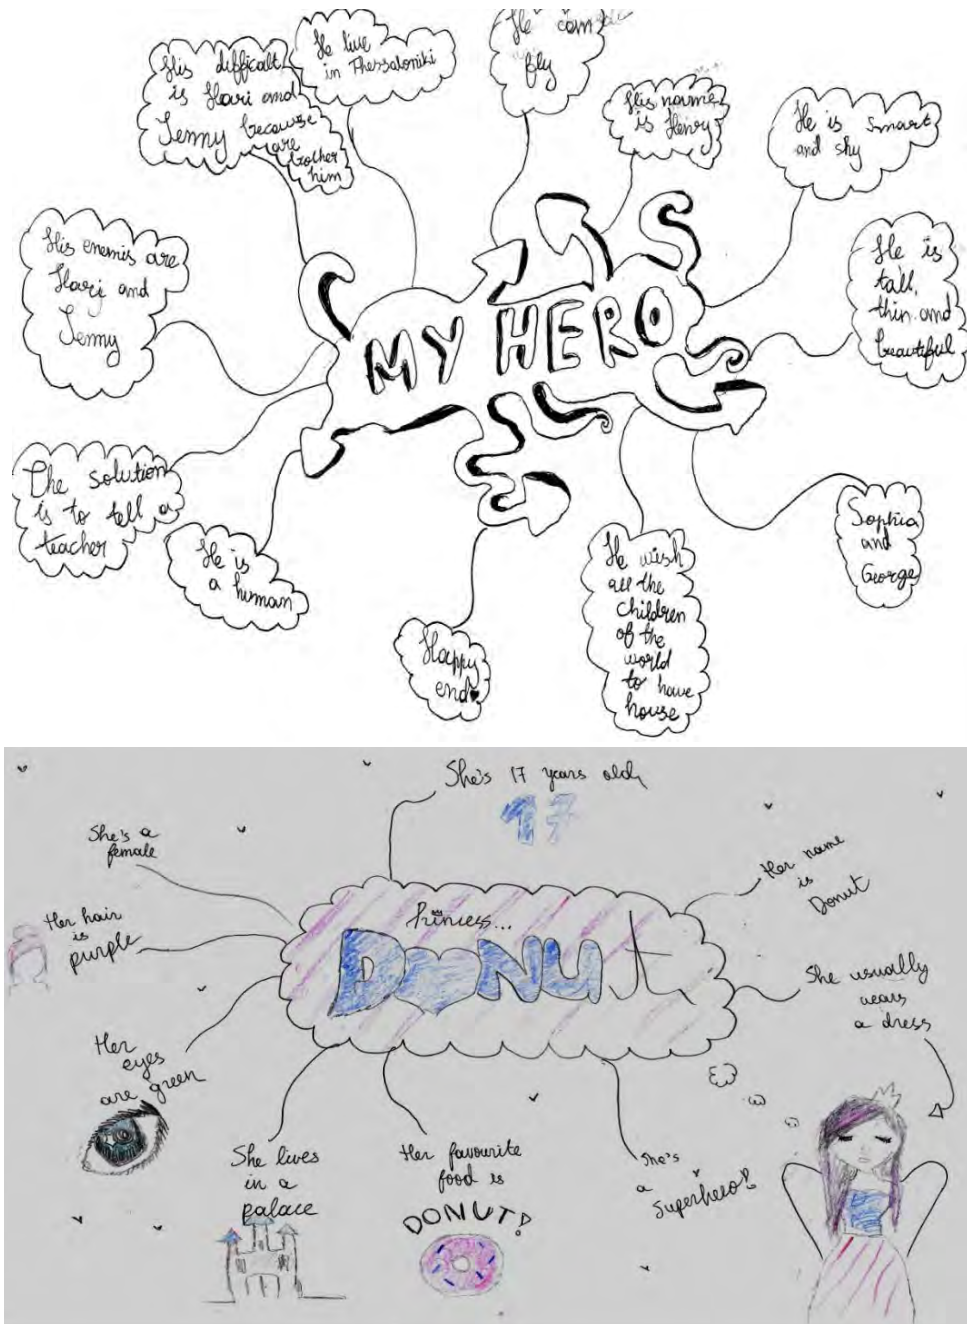 His difficalt
is Hari and
Jenny because
are
bother
him
He live
in Thessaloniki
He can
fly
His name
is Henry
He is smart
and shy
His enemis are
Hari and
Jenny
MY HERO
He is
tall,
thin and
beautiful
The solution
is to tell a
teacher
He is
a human
Happy
end
He wish
all the
children
of the
world
to have
house
Sophia
and
George
She's 17 years old
17
She's a
female
Her name
is
Donut
Her hair
is
purple
Princess...
DONUT
She usually
wears
a dress
Her
eyes
are green
She lives
in a
palace
Her favourite
food is
DONUT!
She's
a
Superhero!